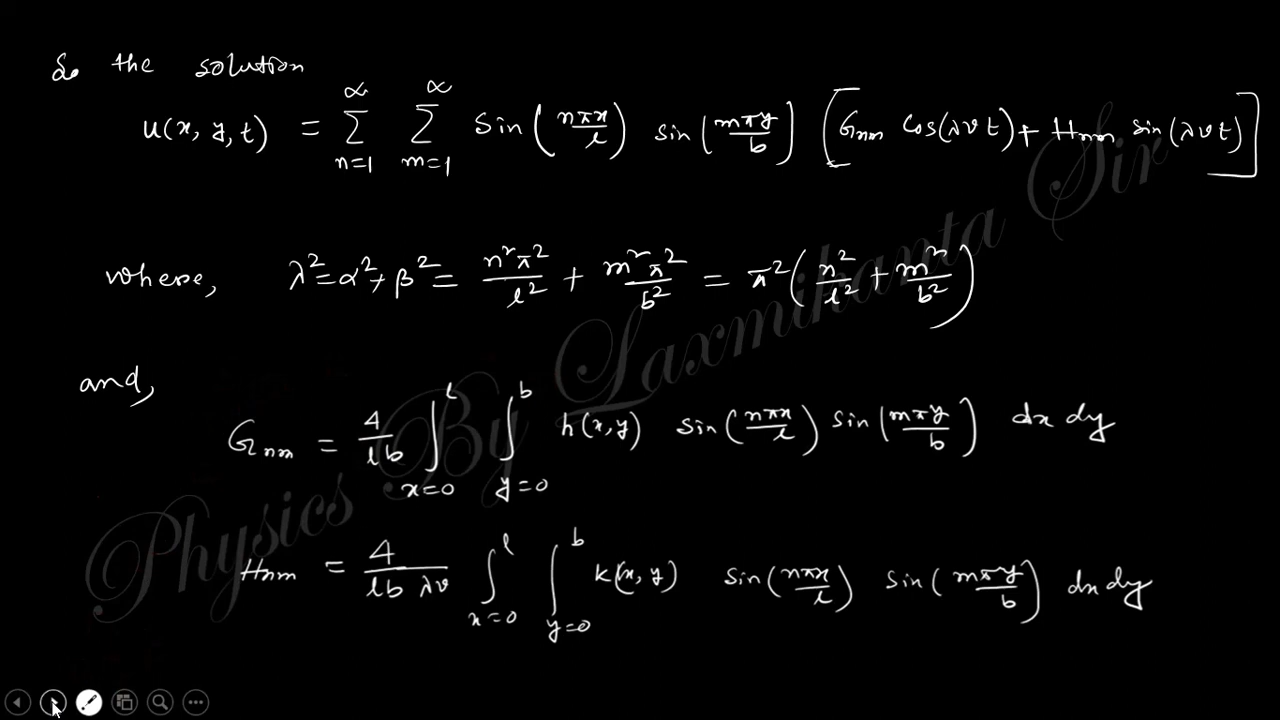 So the solution
u(x, y, t) = ∑_{n=1}^{∝} ∑_{m=1}^{∝} Sin(nπx/l) sin(mπy/b) [G_{nm} Cos(λvt) + H_{nm} sin(λvt)]
where, λ² = α² + β² = n²π²/l² + m²π²/b² = π²(n²/l² + m²/b²)
and,
G_{nm} = 4/lb ∫_{x=0}^{l} ∫_{y=0}^{b} h(x, y) sin(nπx/l) sin(mπy/b) dx dy
H_{nm} = 4/lb λv ∫_{x=0}^{l} ∫_{y=0}^{b} k(x, y) sin(nπx/l) sin(mπy/b) dx dy
Physics By Laxmikanta Sir